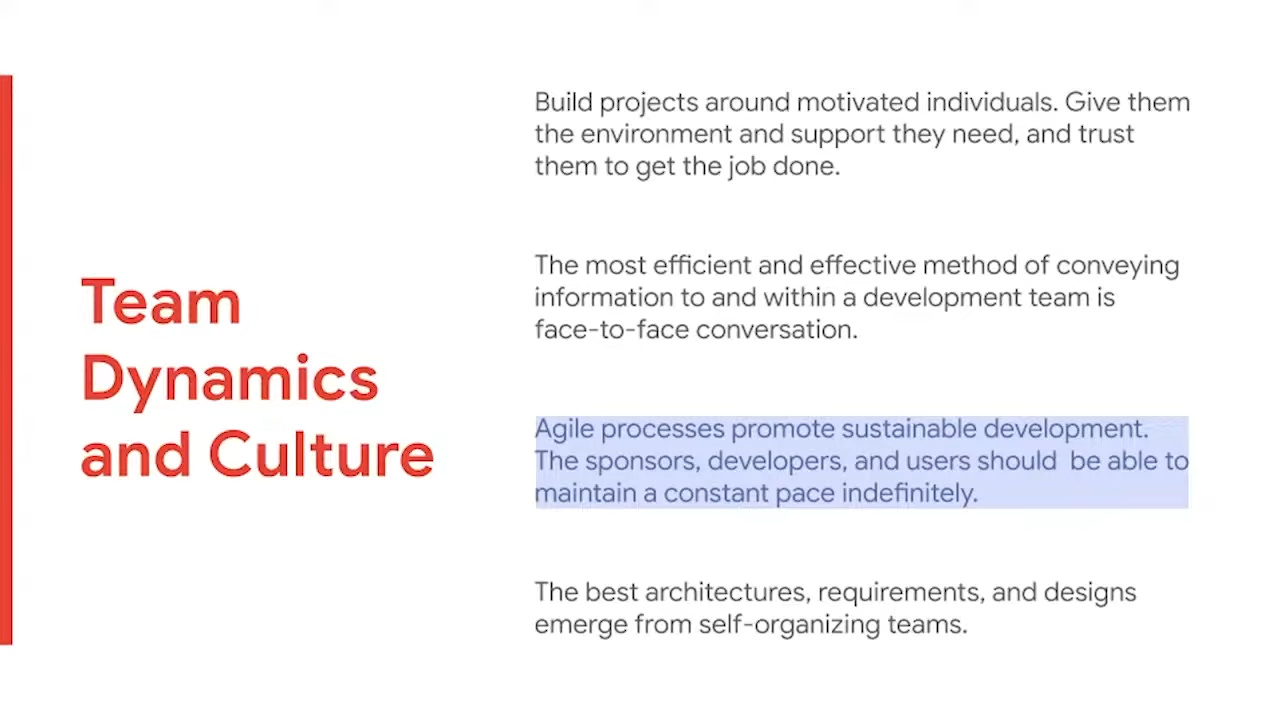 Team
Dynamics
and Culture
Build projects around motivated individuals. Give them
the environment and support they need, and trust
them to get the job done.
The most efficient and effective method of conveying
information to and within a development team is
face-to-face conversation.
Agile processes promote sustainable development.
The sponsors, developers, and users should be able to
maintain a constant pace indefinitely.
The best architectures, requirements, and designs
emerge from self-organizing teams.